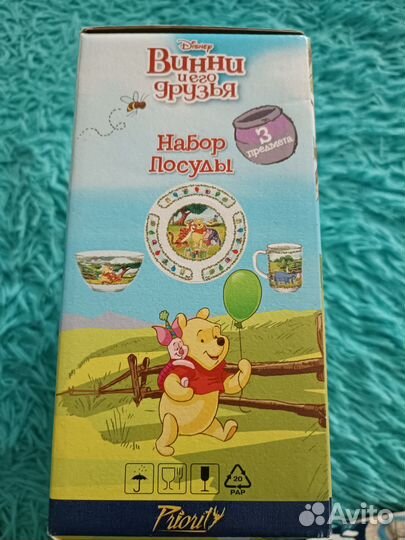 Disney
Винни
и его
друзья
3
предмета
Набор
Посуды
20
PAP
Priority
Avito